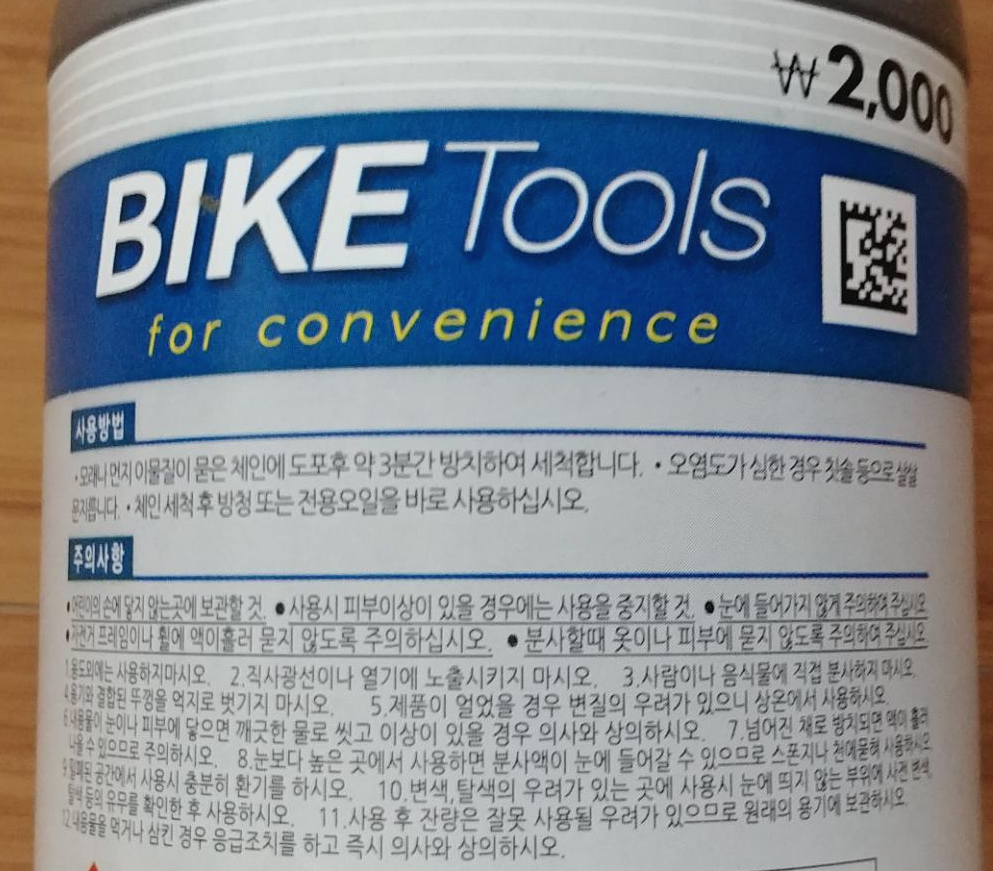 ₩2,000
BIKE Tools
for convenience
사용방법
• 모래나 먼지 이물질이 묻은 체인에 도포후 약 3분간 방치하여 세척합니다. • 오염도가 심한 경우 칫솔 등으로 살살
문지릅니다. • 체인 세척 후 방청 또는 전용오일을 바로 사용하십시오.
주의사항
● 어린이의 손에 닿지 않는곳에 보관할 것. ● 사용시 피부이상이 있을 경우에는 사용을 중지할 것. ● 눈에 들어가지 않게 주의하여 주십시오.
● 자전거 프레임이나 휠에 액이 흘러 묻지 않도록 주의하십시오. ● 분사할때 옷이나 피부에 묻지 않도록 주의하여 주십시오.
1.용도외에는 사용하지마시오. 2.직사광선이나 열기에 노출시키지 마시오. 3.사람이나 음식물에 직접 분사하지 마시오.
4.용기와 결합된 뚜껑을 억지로 벗기지 마시오. 5.제품이 얼었을 경우 변질의 우려가 있으니 상온에서 사용하시오.
6.내용물이 눈이나 피부에 닿으면 깨긋한 물로 씻고 이상이 있을 경우 의사와 상의하시오. 7.넘어진 채로 방치되면 액이 흘러
나올 수 있으므로 주의하시오. 8.눈보다 높은 곳에서 사용하면 분사액이 눈에 들어갈 수 있으므로 스폰지나 천에뭍혀 사용하시오.
9.밀폐된 공간에서 사용시 충분히 환기를 하시오. 10.변색,탈색의 우려가 있는 곳에 사용시 눈에 띄지 않는 부위에 사전 변색,
탈색 등의 유무를 확인한 후 사용하시오. 11.사용 후 잔량은 잘못 사용될 우려가 있으므로 원래의 용기에 보관하시오.
12.내용물을 먹거나 삼킨 경우 응급조치를 하고 즉시 의사와 상의하시오.